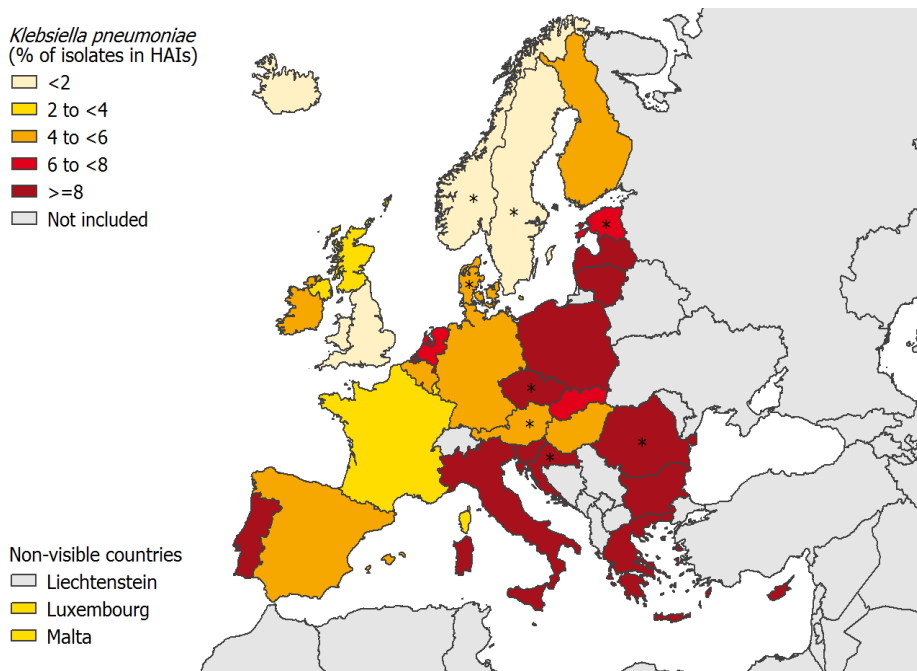 Klebsiella pneumoniae
(% of isolates in HAIs)
<2
2 to <4
4 to <6
6 to <8
>=8
Not included
*
*
*
*
*
*
*
*
Non-visible countries
Liechtenstein
Luxembourg
Malta